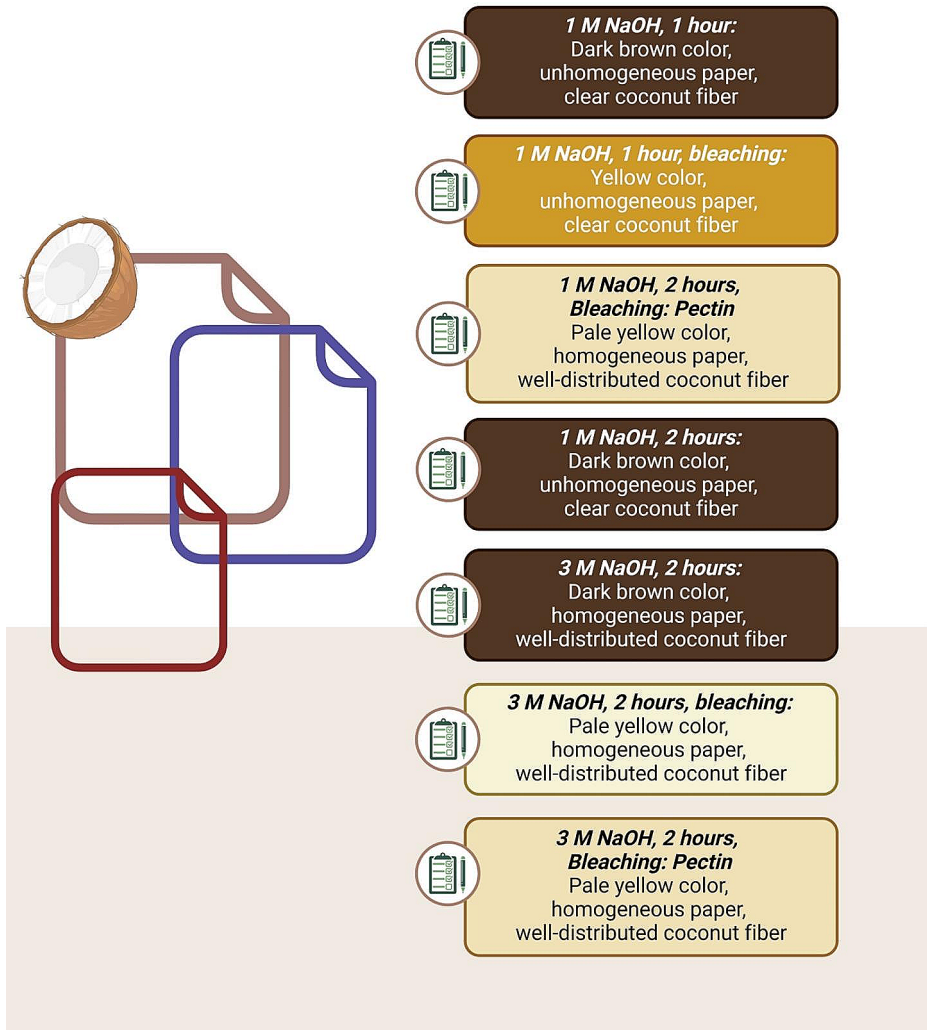 1 M NaOH, 1 hour:
Dark brown color,
unhomogeneous paper,
clear coconut fiber
1 M NaOH, 1 hour, bleaching:
Yellow color,
unhomogeneous paper,
clear coconut fiber
1 M NaOH, 2 hours,
Bleaching: Pectin
Pale yellow color,
homogeneous paper,
well-distributed coconut fiber
1 M NaOH, 2 hours:
Dark brown color,
unhomogeneous paper,
clear coconut fiber
3 M NaOH, 2 hours:
Dark brown color,
homogeneous paper,
well-distributed coconut fiber
3 M NaOH, 2 hours, bleaching:
Pale yellow color,
homogeneous paper,
well-distributed coconut fiber
3 M NaOH, 2 hours,
Bleaching: Pectin
Pale yellow color,
homogeneous paper,
well-distributed coconut fiber